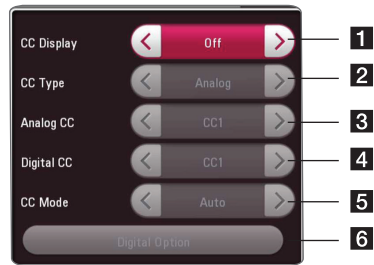 CC Display Off 1
CC Type Analog 2
Analog CC CC1 3
Digital CC CC1 4
CC Mode Auto 5
Digital Option 6